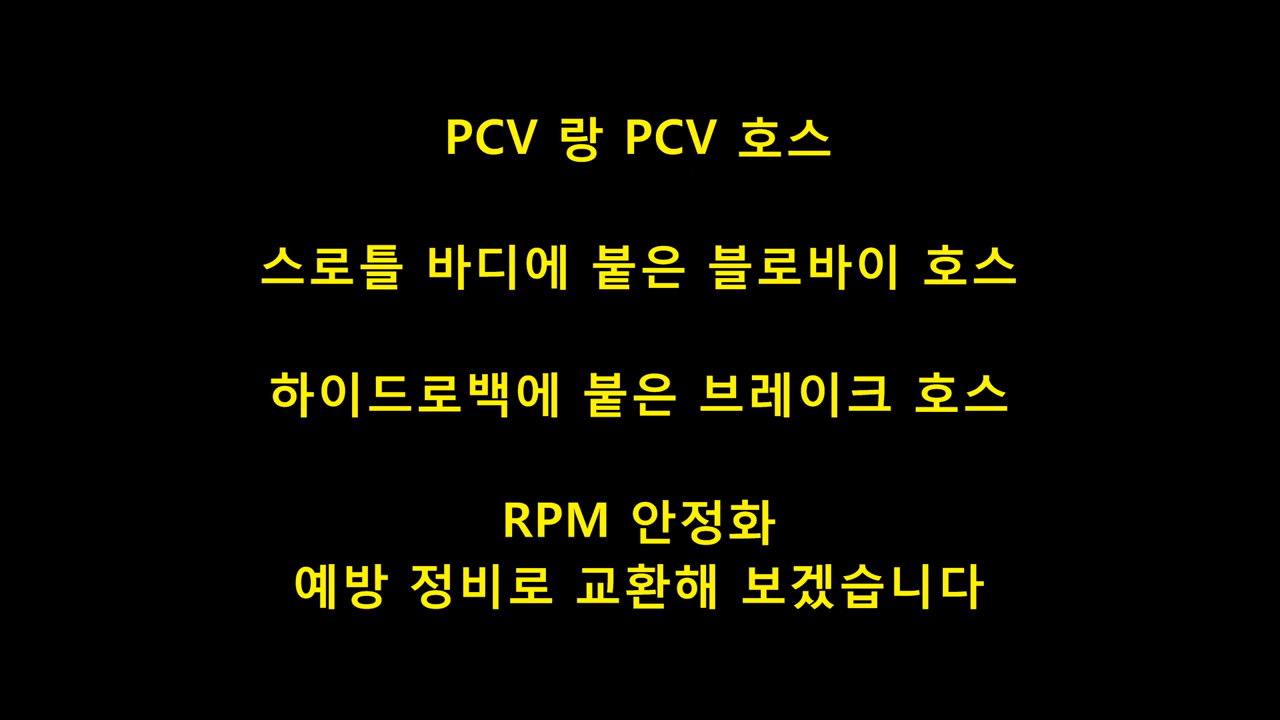 PCV 랑 PCV 호스
스로틀 바디에 붙은 블로바이 호스
하이드로백에 붙은 브레이크 호스
RPM 안정화
예방 정비로 교환해 보겠습니다